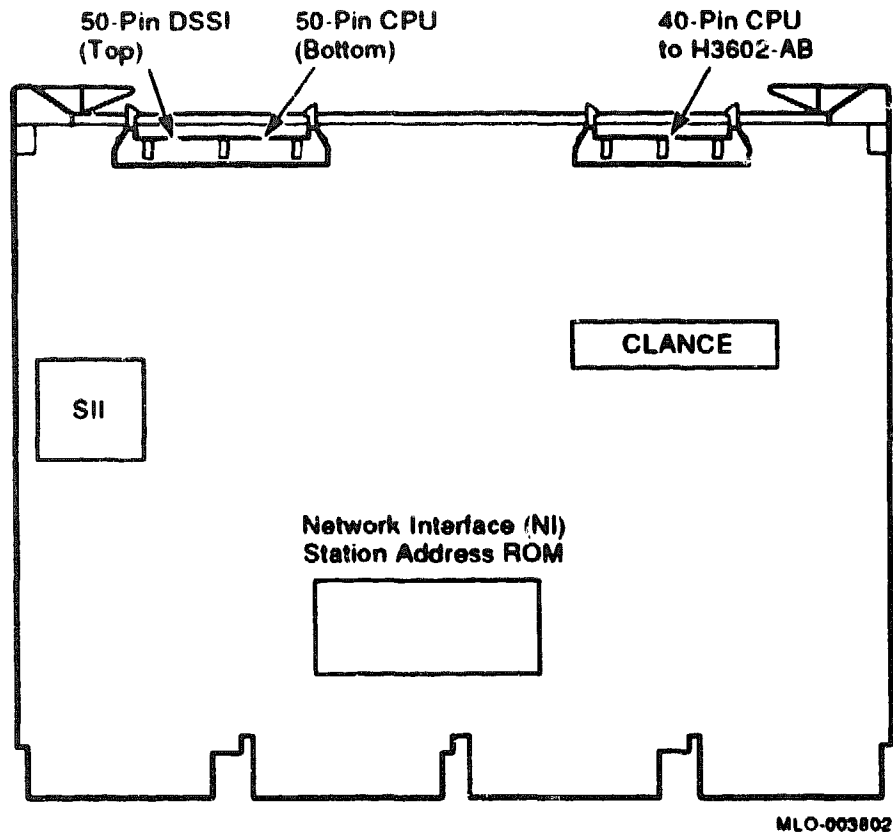 50-Pin DSSI
(Top)
50-Pin CPU
(Bottom)
40-Pin CPU
to H3602-AB
CLANCE
SII
Network Interface (NI)
Station Address ROM
MLO-003802